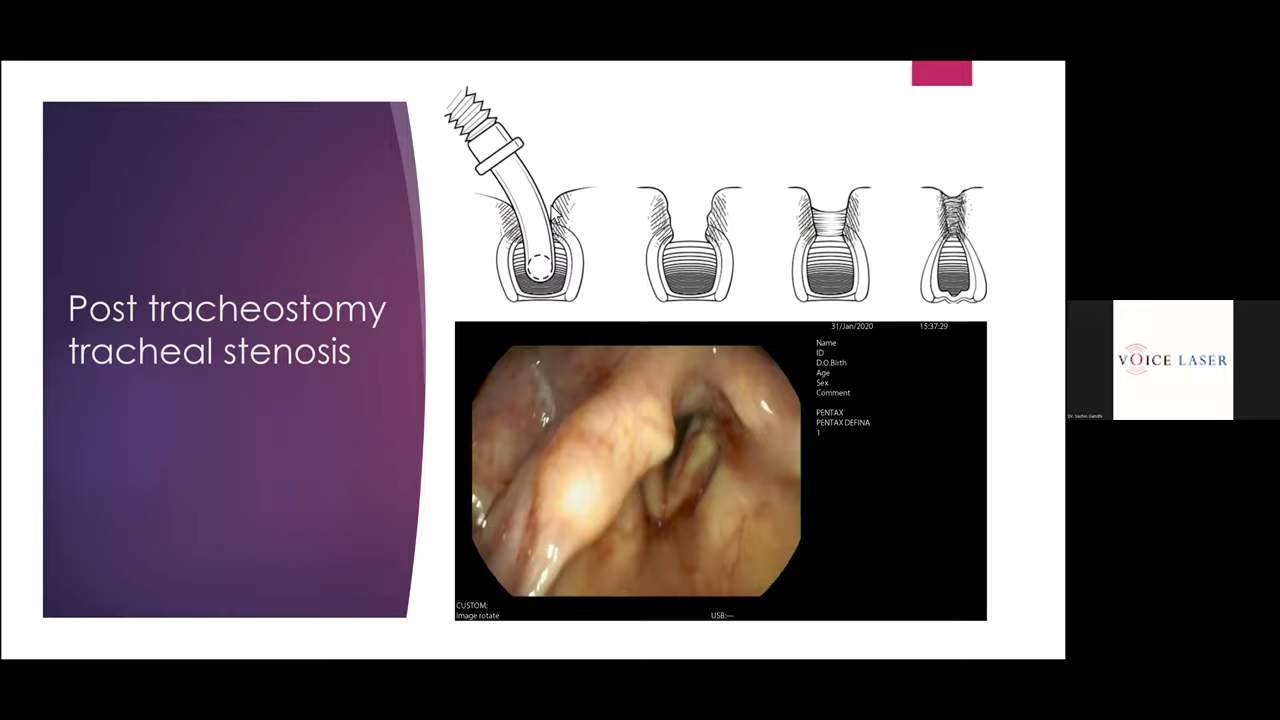 Post tracheostomy
tracheal stenosis
31/Jan/2020 15:37:29
Name
ID
D.O.Birth
Age
Sex
Comment
PENTAX
PENTAX DEFINA
1
CUSTOM:
Image rotate
USB:---
VOICE LASER
Dr. Sachin Gandhi